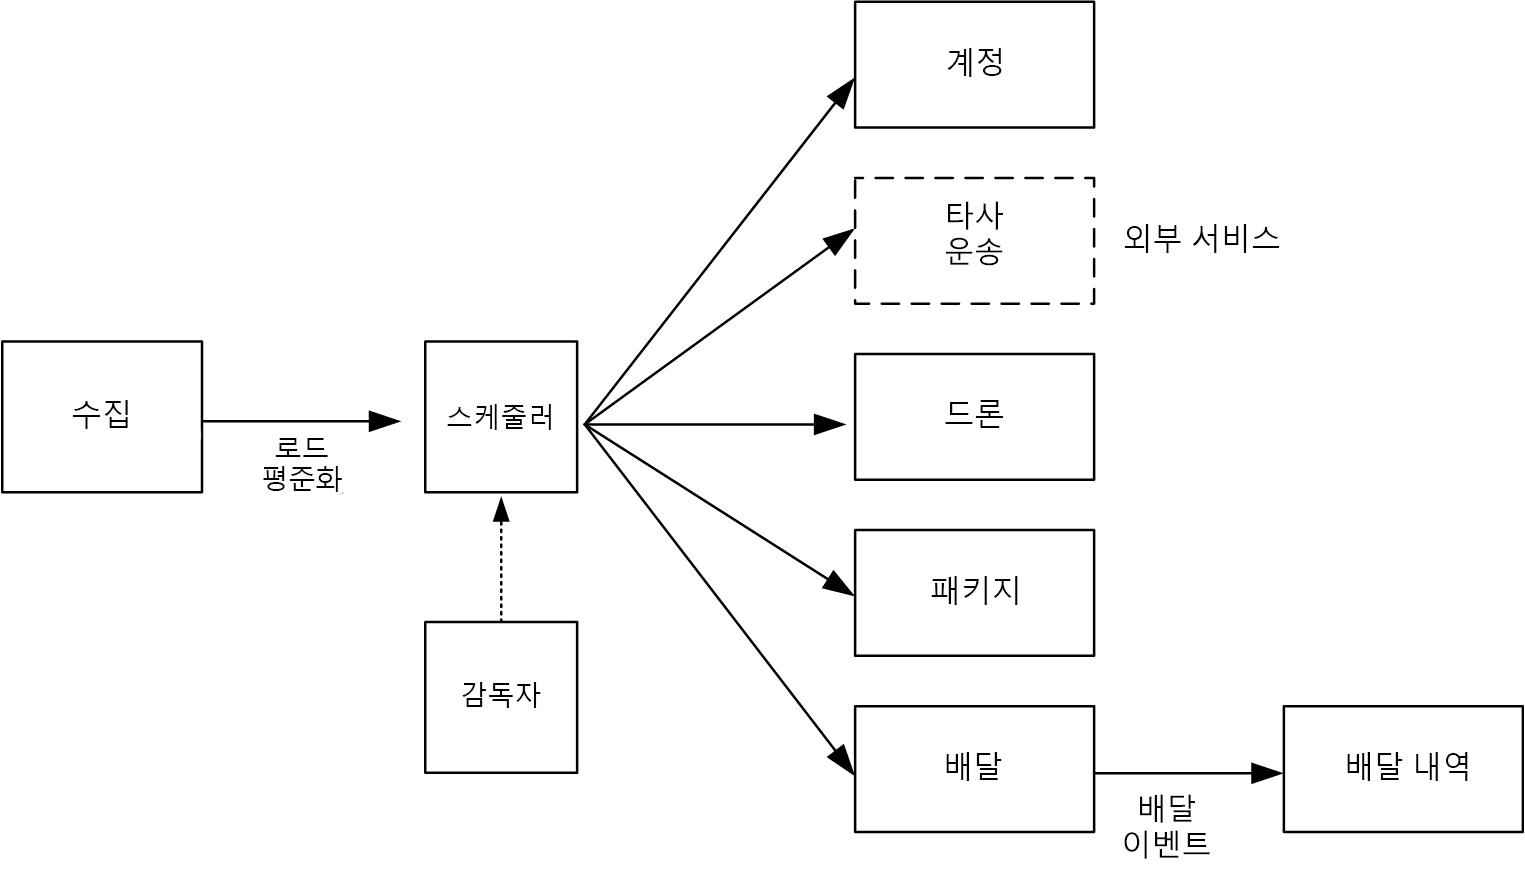 계정
타사
운송
외부 서비스
수집
로드
평준화
스케줄러
드론
패키지
감독자
배달
배달
이벤트
배달 내역